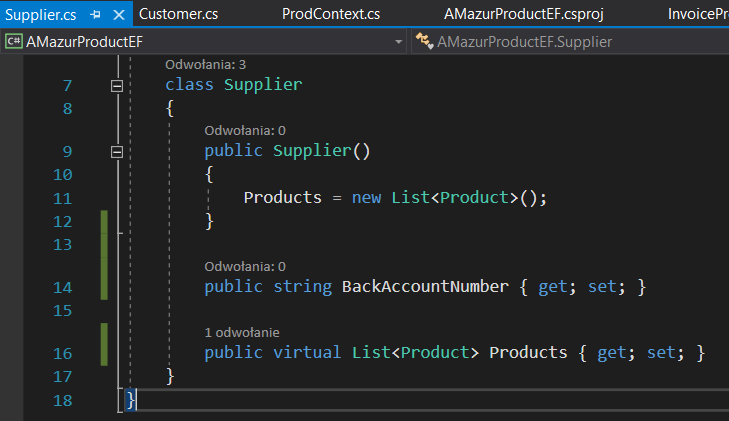 Supplier.cs Customer.cs ProdContext.cs AMazurProductEF.csproj InvoicePr
C# AMazurProductEF AMazurProductEF.Supplier
Odwołania: 3
7 class Supplier
8 {
Odwołania: 0
9 public Supplier()
10 {
11 Products = new List<Product>();
12 }
13
Odwołania: 0
14 public string BackAccountNumber { get; set; }
15
1 odwołanie
16 public virtual List<Product> Products { get; set; }
17 }
18 }